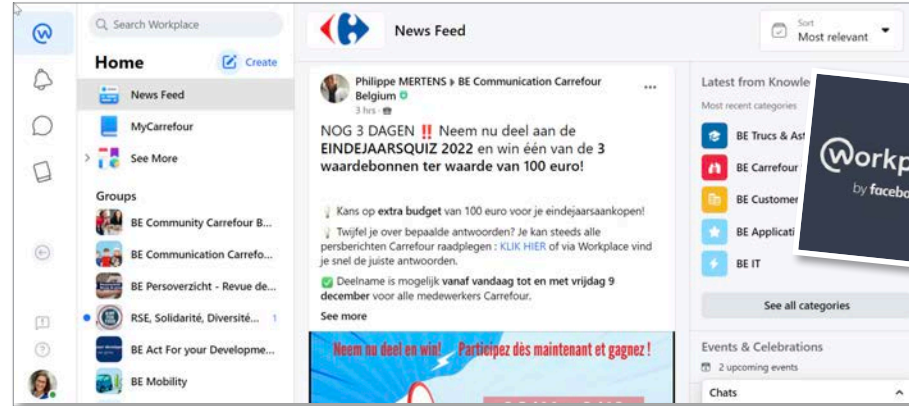 Search Workplace
Home
Create
News Feed
MyCarrefour
See More
Groups
BE Community Carrefour B...
BE Communication Carrefo...
BE Persoverzicht - Revue de...
RSE, Solidarité, Diversité... 1
BE Act For your Developme...
BE Mobility
News Feed
Sort
Most relevant
Philippe MERTENS ▸ BE Communication Carrefour
Belgium
3 hrs ·
NOG 3 DAGEN ‼️ Neem nu deel aan de
EINDEJAARSQUIZ 2022 en win één van de 3
waardebonnen ter waarde van 100 euro!
💡 Kans op extra budget van 100 euro voor je eindejaarsaankopen!
💡 Twijfel je over bepaalde antwoorden? Je kan steeds alle
persberichten Carrefour raadplegen : KLIK HIER of via Workplace vind
je snel de juiste antwoorden.
✅ Deelname is mogelijk vanaf vandaag tot en met vrijdag 9
december voor alle medewerkers Carrefour.
See more
Neem nu deel en win! Participez dès maintenant et gagnez !
Latest from Knowle
Most recent categories
BE Trucs & Ast
BE Carrefour
BE Customer
BE Applicati
BE IT
See all categories
Events & Celebrations
2 upcoming events
Chats
Workp
by facebo